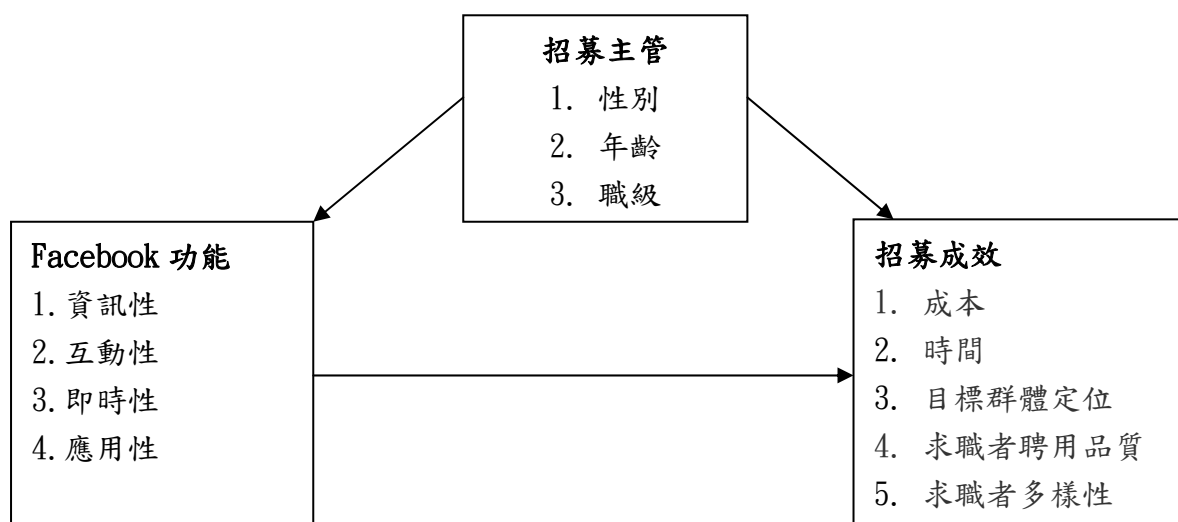 招募主管
1. 性別
2. 年齡
3. 職級
Facebook 功能
1.資訊性
2.互動性
3.即時性
4.應用性
招募成效
1. 成本
2. 時間
3. 目標群體定位
4. 求職者聘用品質
5. 求職者多樣性